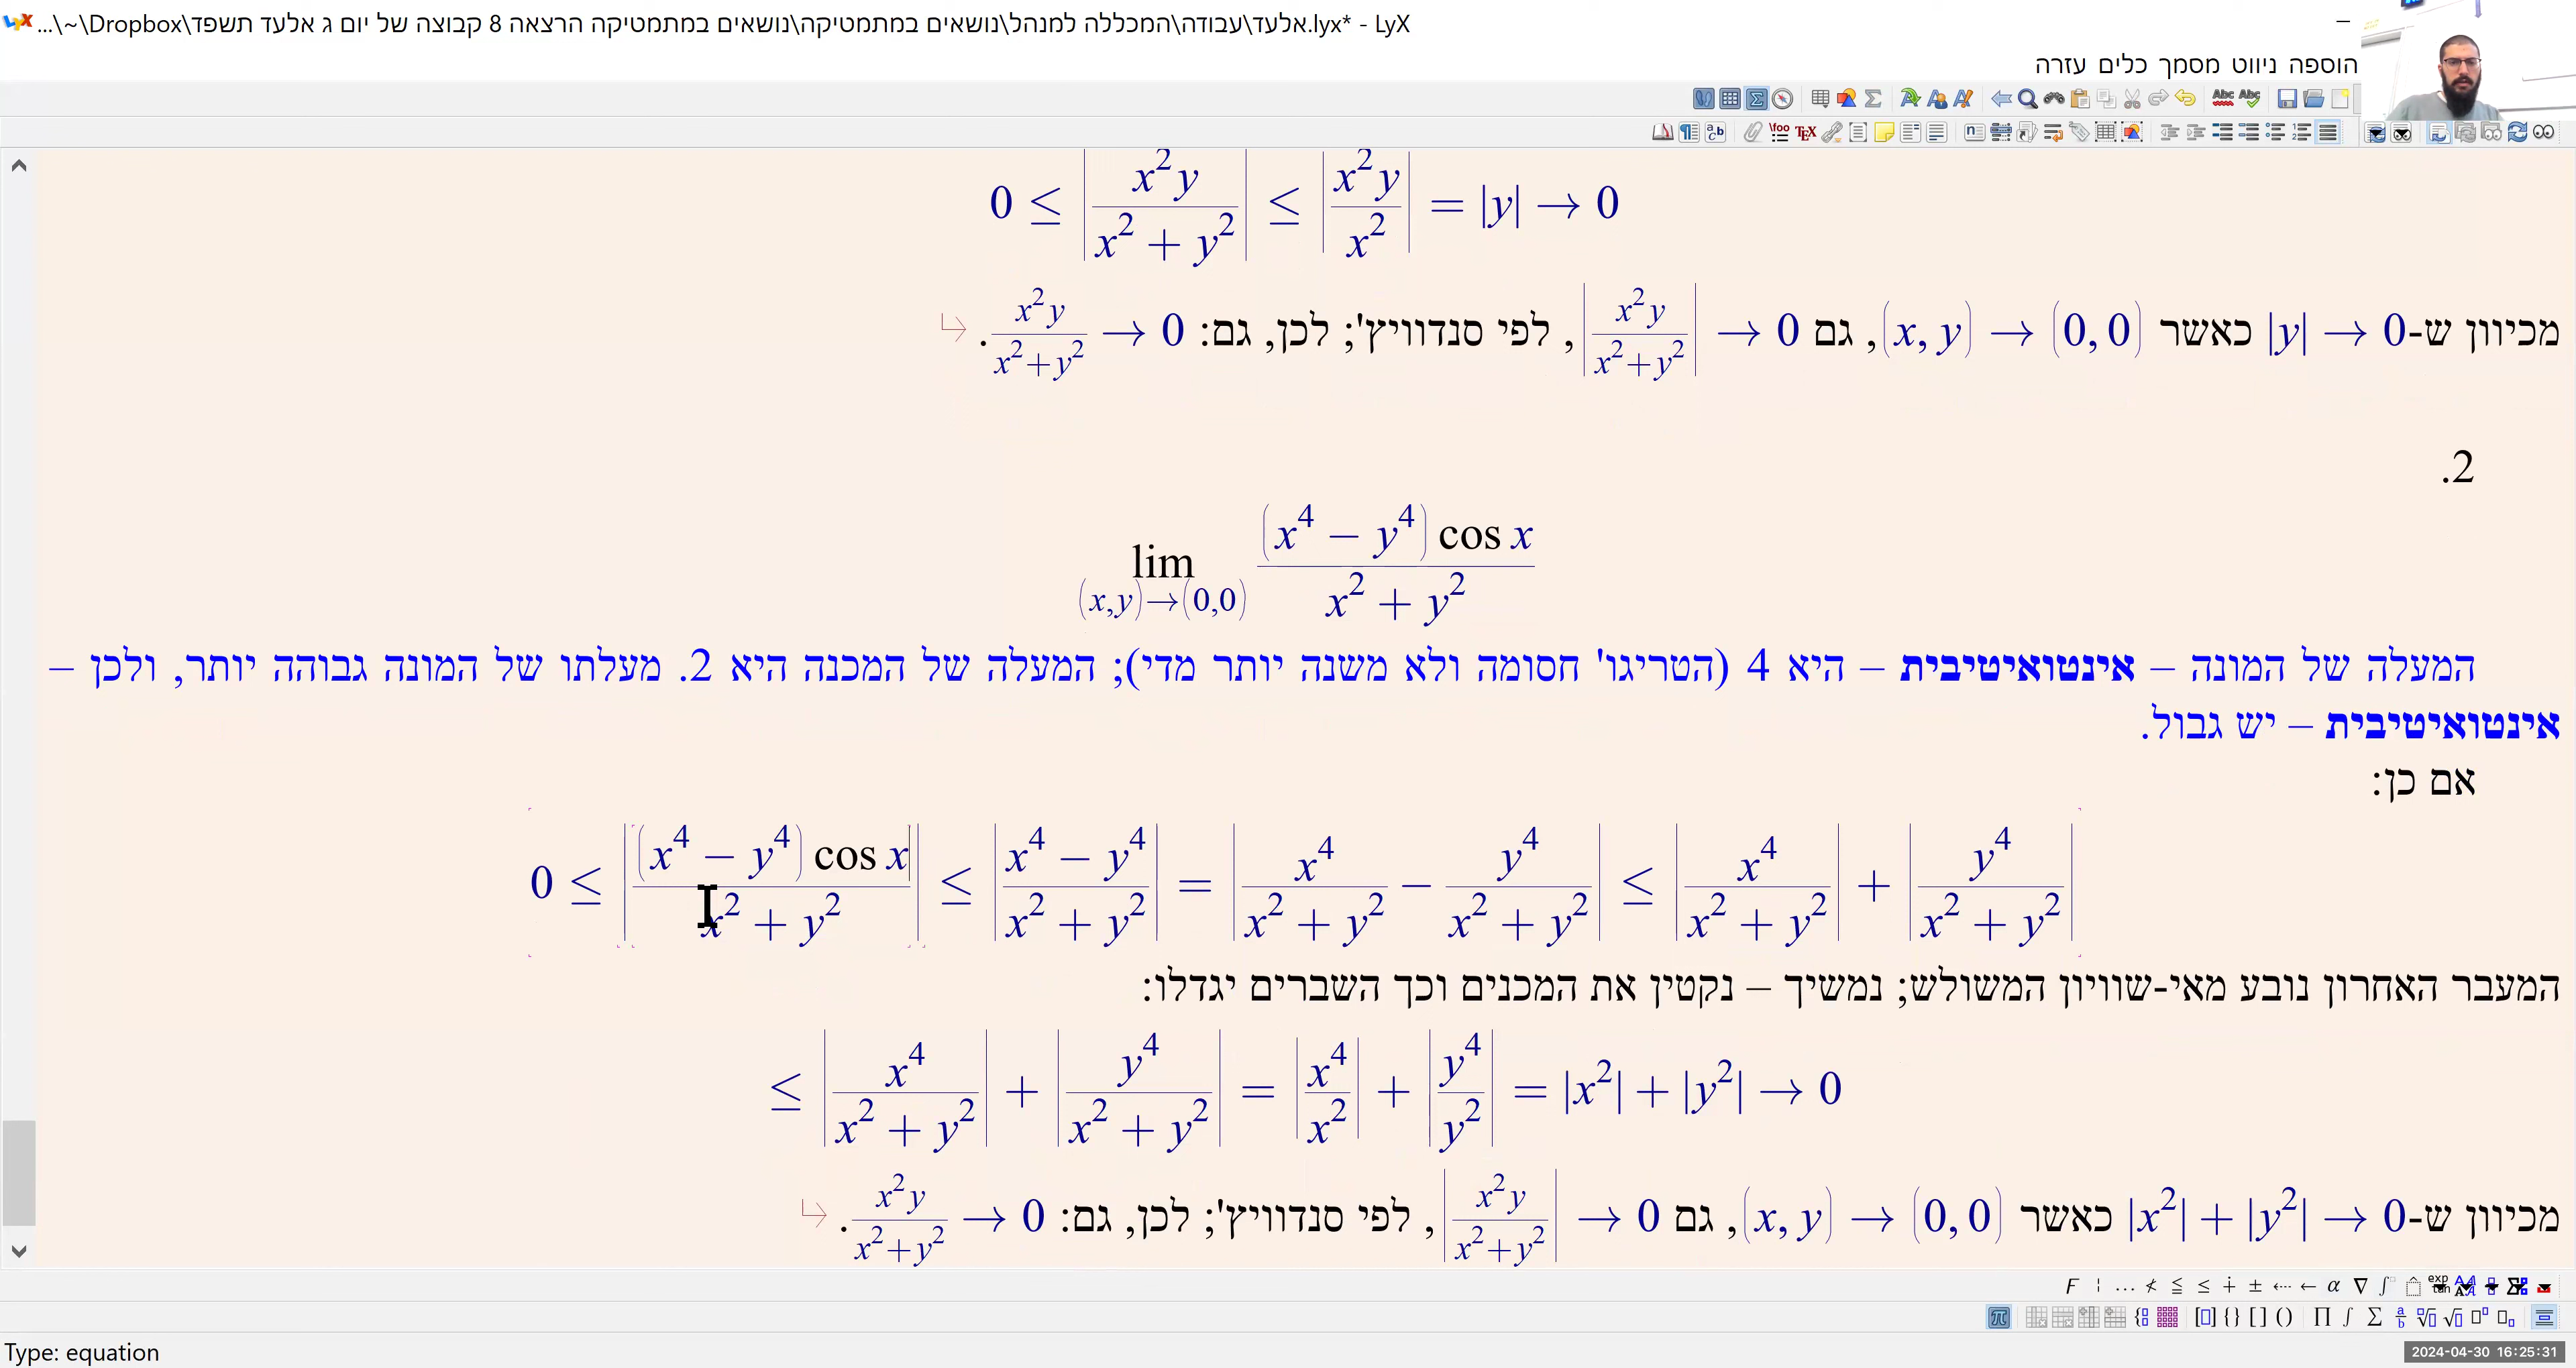 ...\~\Dropbox\אלעד\עבודה\המכללה למנהל\נושאים במתמטיקה\נושאים במתמטיקה הרצאה 8 קבוצה של יום ג אלעד תשפד.lyx* - LyX
הוספה ניווט מסמך כלים עזרה
0 ≤ |x²y / (x² + y²)| ≤ |x²y / x²| = |y| → 0
מכיוון ש-|y| → 0 כאשר (x, y) → (0, 0), גם |x²y / (x²+y²)| → 0, לפי סנדוויץ'; לכן, גם: x²y / (x²+y²) → 0.
2.
lim (x,y)→(0,0) (x⁴ − y⁴) cos x / (x² + y²)
המעלה של המונה – אינטואיטיבית – היא 4 (הטריגו' חסומה ולא משנה יותר מדי); המעלה של המכנה היא 2. מעלתו של המונה גבוהה יותר, ולכן –
אינטואיטיבית – יש גבול.
אם כן:
0 ≤ |(x⁴ − y⁴) cos x / (x² + y²)| ≤ |(x⁴ − y⁴) / (x² + y²)| = |x⁴ / (x² + y²) − y⁴ / (x² + y²)| ≤ |x⁴ / (x² + y²)| + |y⁴ / (x² + y²)|
המעבר האחרון נובע מאי-שוויון המשולש; נמשיך – נקטין את המכנים וכך השברים יגדלו:
≤ |x⁴ / (x² + y²)| + |y⁴ / (x² + y²)| = |x⁴ / x²| + |y⁴ / y²| = |x²| + |y²| → 0
מכיוון ש-|x²| + |y²| → 0 כאשר (x, y) → (0, 0), גם |x²y / (x²+y²)| → 0, לפי סנדוויץ'; לכן, גם: x²y / (x²+y²) → 0.
Type: equation
2024-04-30 16:25:31